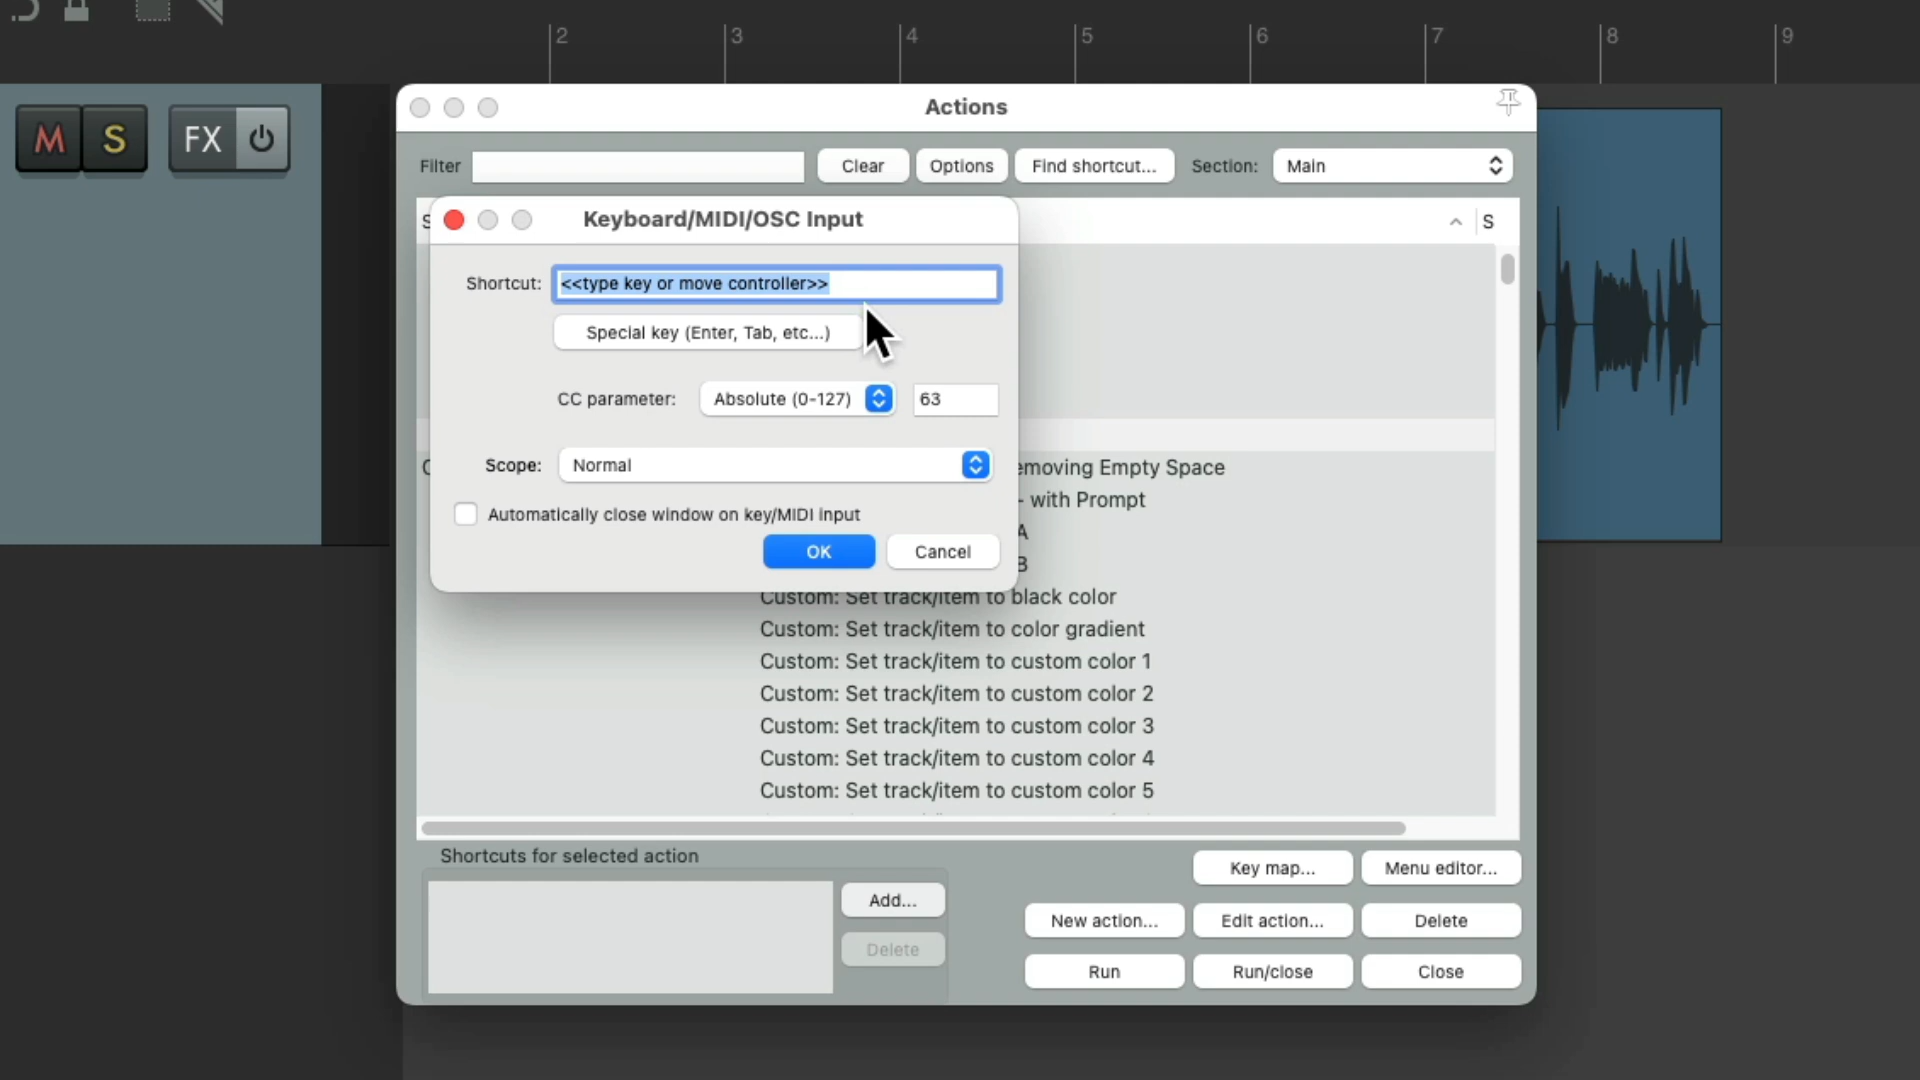 2 3 4 5 6 7 8 9
M S FX
Actions
Filter Clear Options Find shortcut... Section: Main
S
Keyboard/MIDI/OSC Input
Shortcut: <<type key or move controller>>
Special key (Enter, Tab, etc...)
CC parameter: Absolute (0-127) 63
Scope: Normal
Automatically close window on key/MIDI input
OK Cancel
emoving Empty Space
- with Prompt
A
B
Custom: Set track/item to black color
Custom: Set track/item to color gradient
Custom: Set track/item to custom color 1
Custom: Set track/item to custom color 2
Custom: Set track/item to custom color 3
Custom: Set track/item to custom color 4
Custom: Set track/item to custom color 5
Shortcuts for selected action
Add...
Delete
Key map... Menu editor...
New action... Edit action... Delete
Run Run/close Close